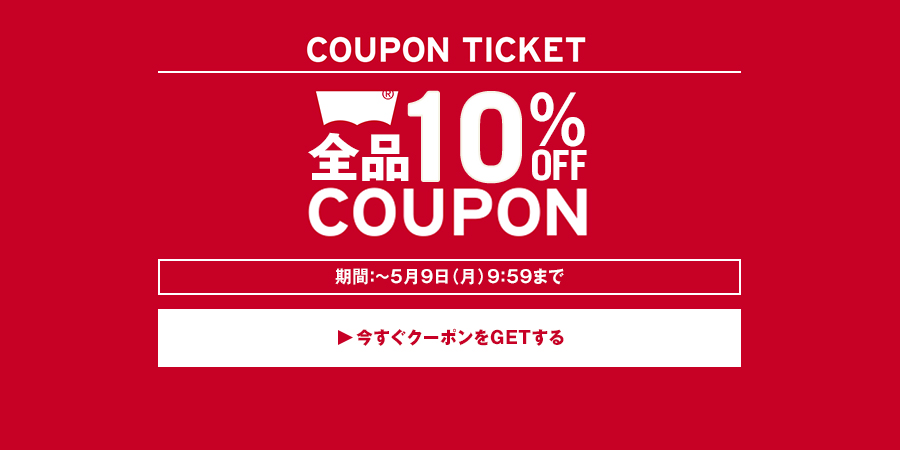 COUPON TICKET
®
全品10%OFF
COUPON
期間:~5月9日(月)9:59まで
▶今すぐクーポンをGETする